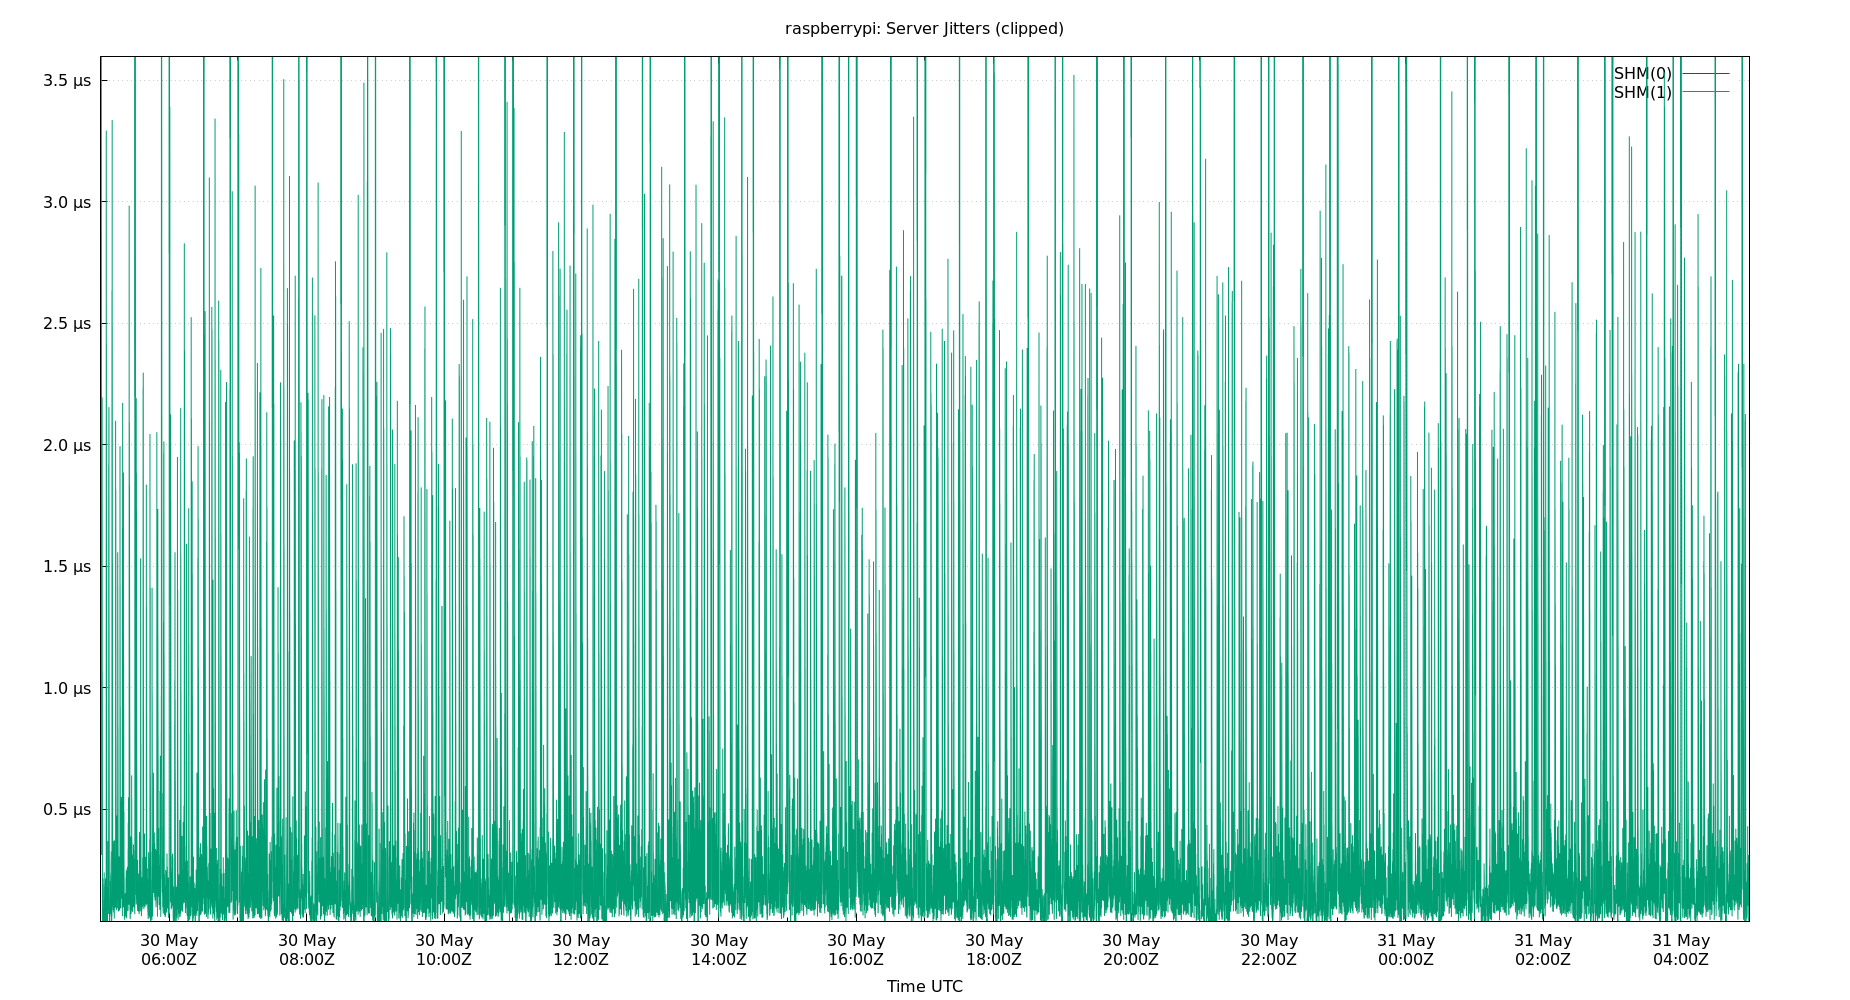 raspberrypi: Server Jitters (clipped)
SHM(0)
SHM(1)
3.5 µs
3.0 µs
2.5 µs
2.0 µs
1.5 µs
1.0 µs
0.5 µs
30 May 30 May 30 May 30 May 30 May 30 May 30 May 30 May 30 May 31 May 31 May 31 May
06:00Z 08:00Z 10:00Z 12:00Z 14:00Z 16:00Z 18:00Z 20:00Z 22:00Z 00:00Z 02:00Z 04:00Z
Time UTC